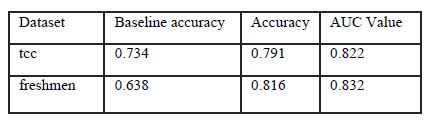 Dataset Baseline accuracy Accuracy AUC Value
tcc 0.734 0.791 0.822
freshmen 0.638 0.816 0.832